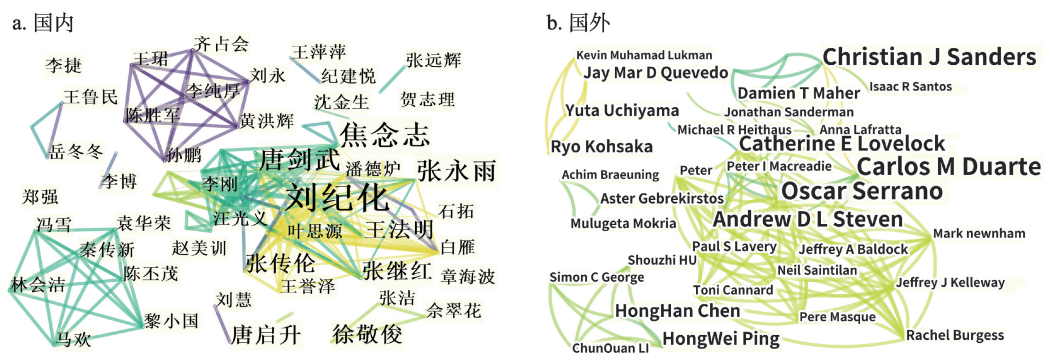 a. 国内
b. 国外
李捷
王珺
齐占会
王萍萍
张远辉
纪建悦
刘永
李纯厚
沈金生
贺志理
王鲁民
陈胜军
黄洪辉
焦念志
岳冬冬
孙鹏
唐剑武
潘德炉
张永雨
李博
李刚
郑强
刘纪化
冯雪
袁华荣
汪光义
叶思源
王法明
石拓
秦传新
赵美训
白雁
林会洁
陈丕茂
张传伦
张继红
章海波
王誉泽
刘慧
张洁
佘翠花
马欢
黎小国
唐启升
徐敬俊
Kevin Muhamad Lukman
Christian J Sanders
Jay Mar D Quevedo
Isaac R Santos
Damien T Maher
Yuta Uchiyama
Jonathan Sanderman
Michael R Heithaus
Anna Lafratta
Ryo Kohsaka
Catherine E Lovelock
Peter I Macreadie
Carlos M Duarte
Achim Braeuning
Peter
Oscar Serrano
Aster Gebrekirstos
Mulugeta Mokria
Andrew D L Steven
Mark newnham
Paul S Lavery
Jeffrey A Baldock
Shouzhi HU
Neil Saintilan
Simon C George
Toni Cannard
Jeffrey J Kelleway
HongHan Chen
Pere Masque
ChunQuan LI
HongWei Ping
Rachel Burgess